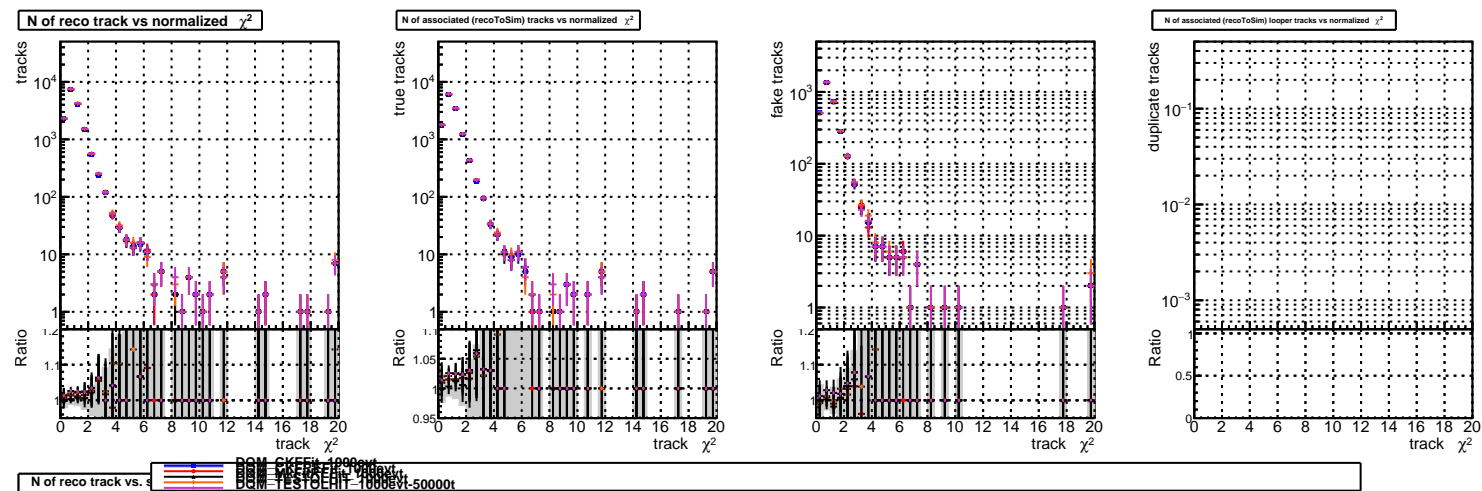 N of reco track vs normalized χ²
tracks
10⁴
10³
10²
10
1
Ratio
1.2
1.1
1
0 2 4 6 8 10 12 14 16 18 20
track χ²
N of associated (recoToSim) tracks vs normalized χ²
true tracks
10⁴
10³
10²
10
1
Ratio
1.1
1.05
1
0.95
0 2 4 6 8 10 12 14 16 18 20
track χ²
fake tracks
10³
10²
10
1
Ratio
1.2
1.1
1
0 2 4 6 8 10 12 14 16 18 20
track χ²
N of associated (recoToSim) looper tracks vs normalized χ²
duplicate tracks
10⁻¹
10⁻²
10⁻³
Ratio
1
0.5
0
0 2 4 6 8 10 12 14 16 18 20
track χ²
N of reco track vs. s
DQM-TESTOLHIT-1000evt-50000t